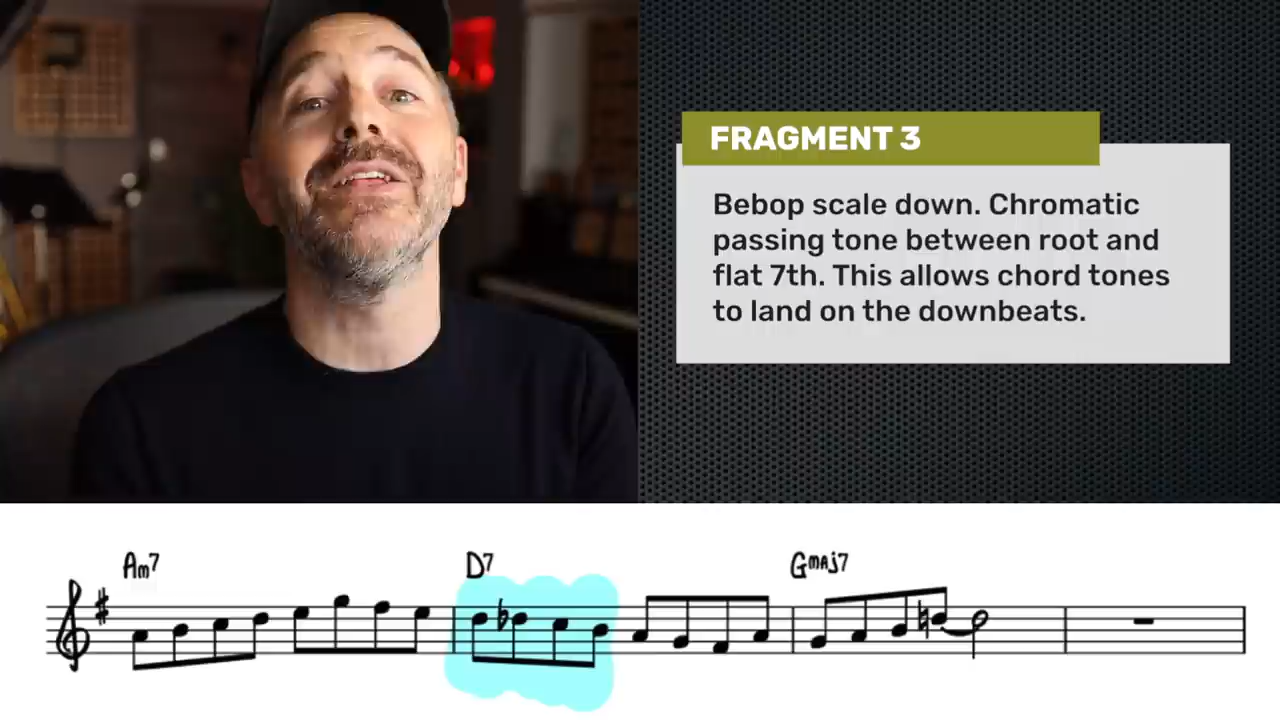 FRAGMENT 3
Bebop scale down. Chromatic
passing tone between root and
flat 7th. This allows chord tones
to land on the downbeats.
Am7 D7 Gmaj7